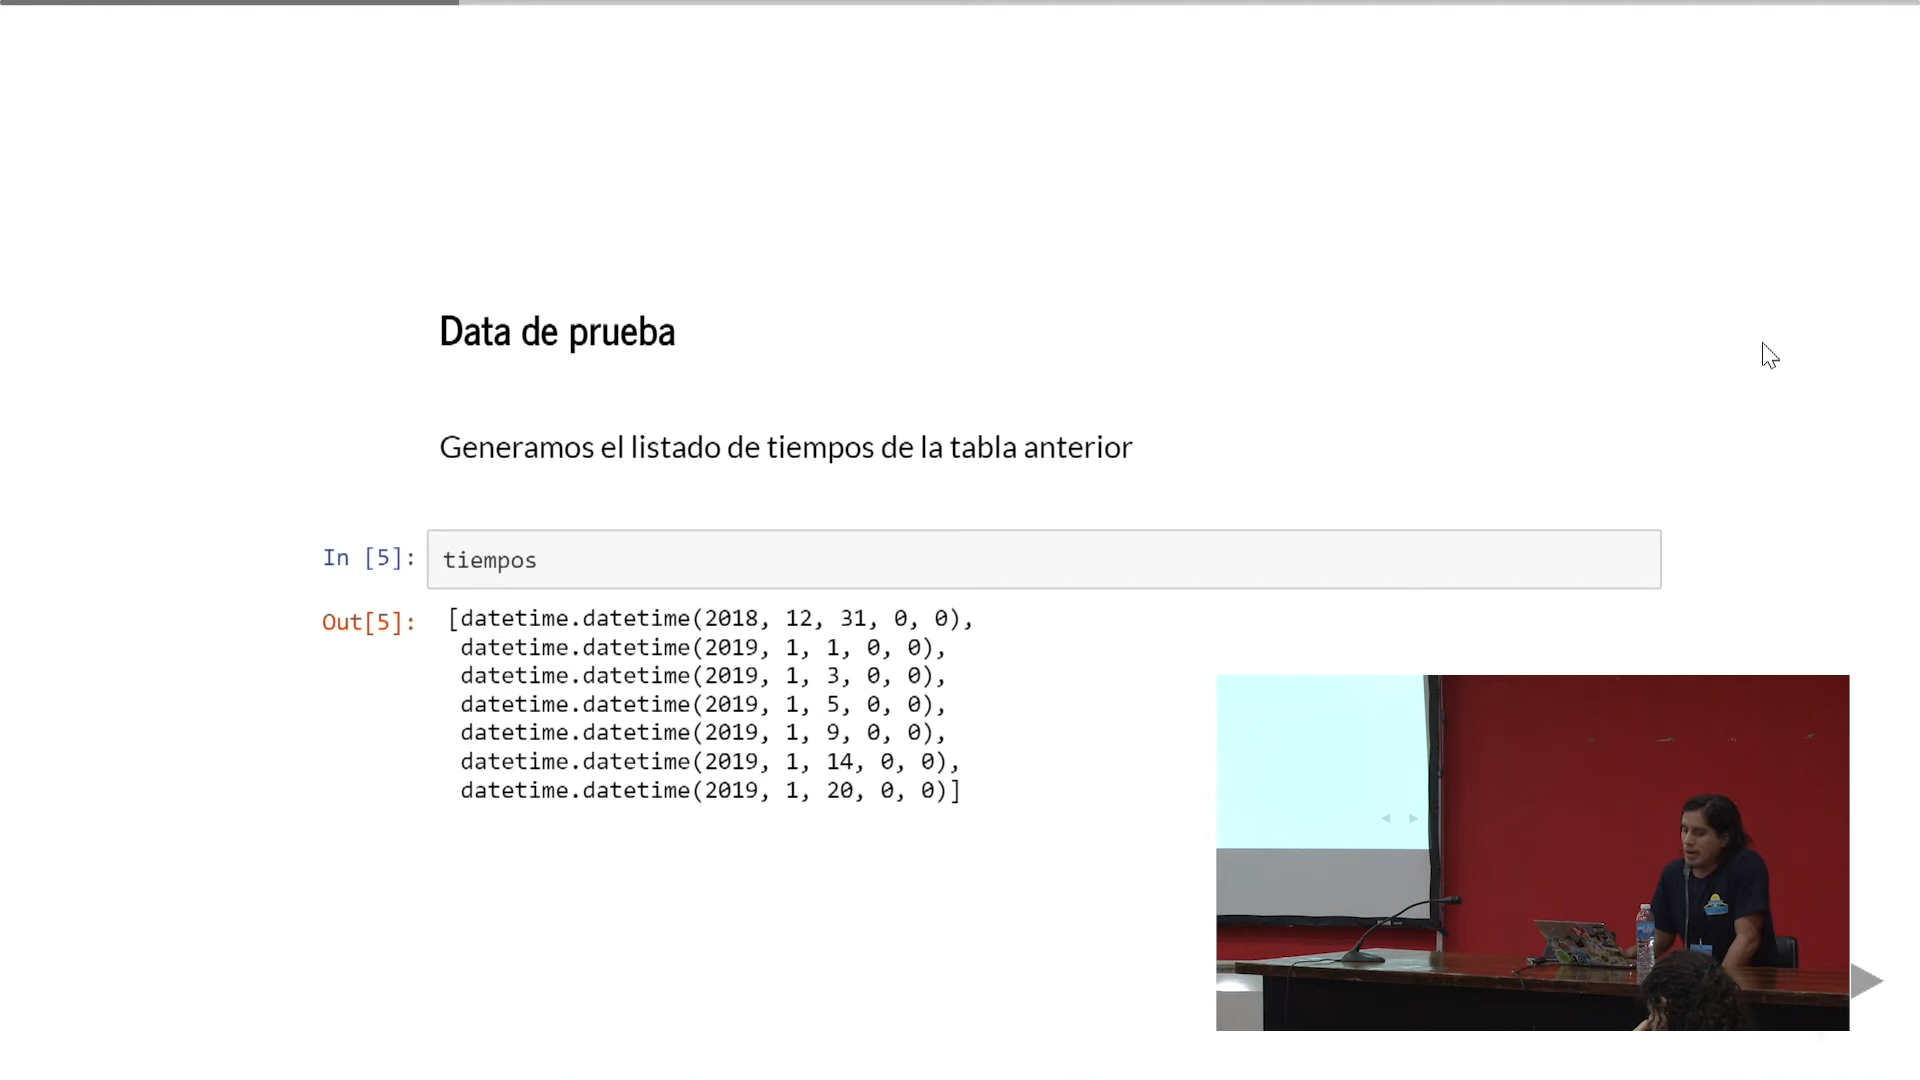 Data de prueba
Generamos el listado de tiempos de la tabla anterior
In [5]:
tiempos
Out[5]:
[datetime.datetime(2018, 12, 31, 0, 0),
datetime.datetime(2019, 1, 1, 0, 0),
datetime.datetime(2019, 1, 3, 0, 0),
datetime.datetime(2019, 1, 5, 0, 0),
datetime.datetime(2019, 1, 9, 0, 0),
datetime.datetime(2019, 1, 14, 0, 0),
datetime.datetime(2019, 1, 20, 0, 0)]